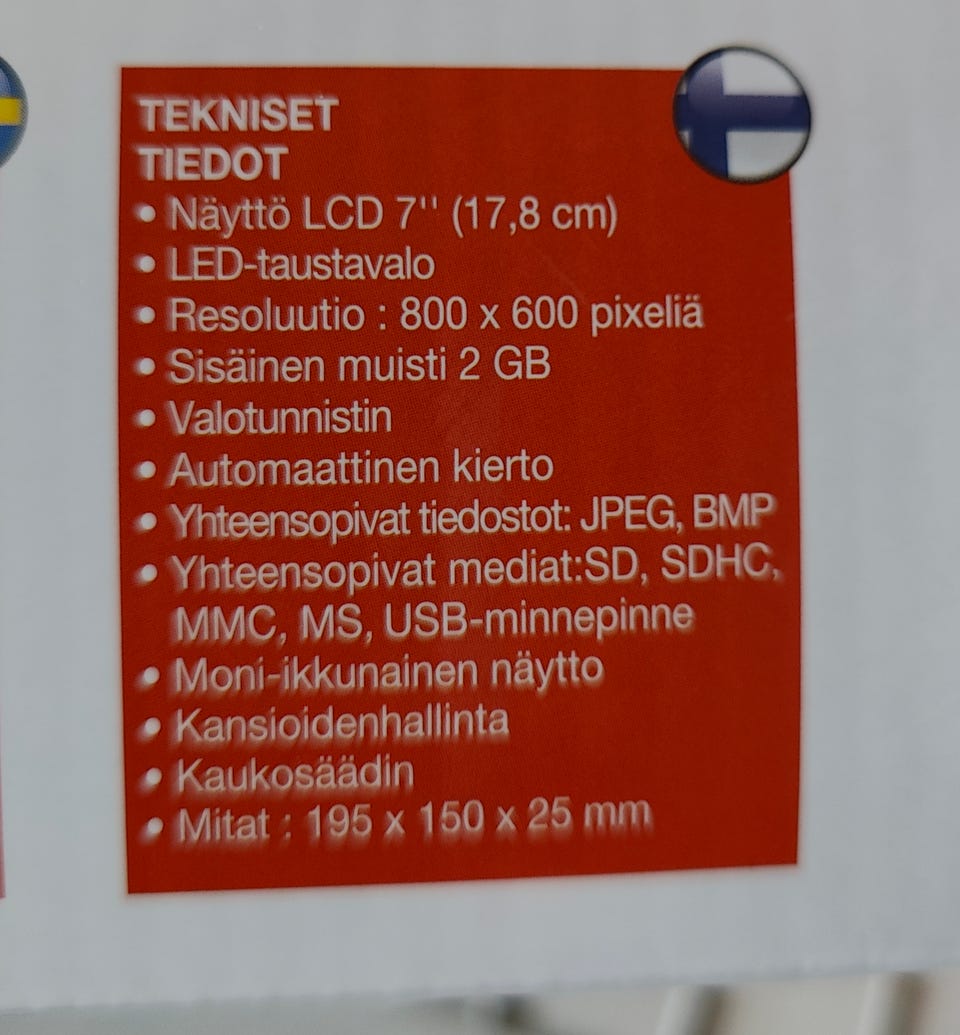 TEKNISET
TIEDOT
• Näyttö LCD 7'' (17,8 cm)
• LED-taustavalo
• Resoluutio : 800 x 600 pixeliä
• Sisäinen muisti 2 GB
• Valotunnistin
• Automaattinen kierto
• Yhteensopivat tiedostot: JPEG, BMP
• Yhteensopivat mediat:SD, SDHC,
MMC, MS, USB-minnepinne
• Moni-ikkunainen näytto
• Kansioidenhallinta
• Kaukosäädin
• Mitat : 195 x 150 x 25 mm